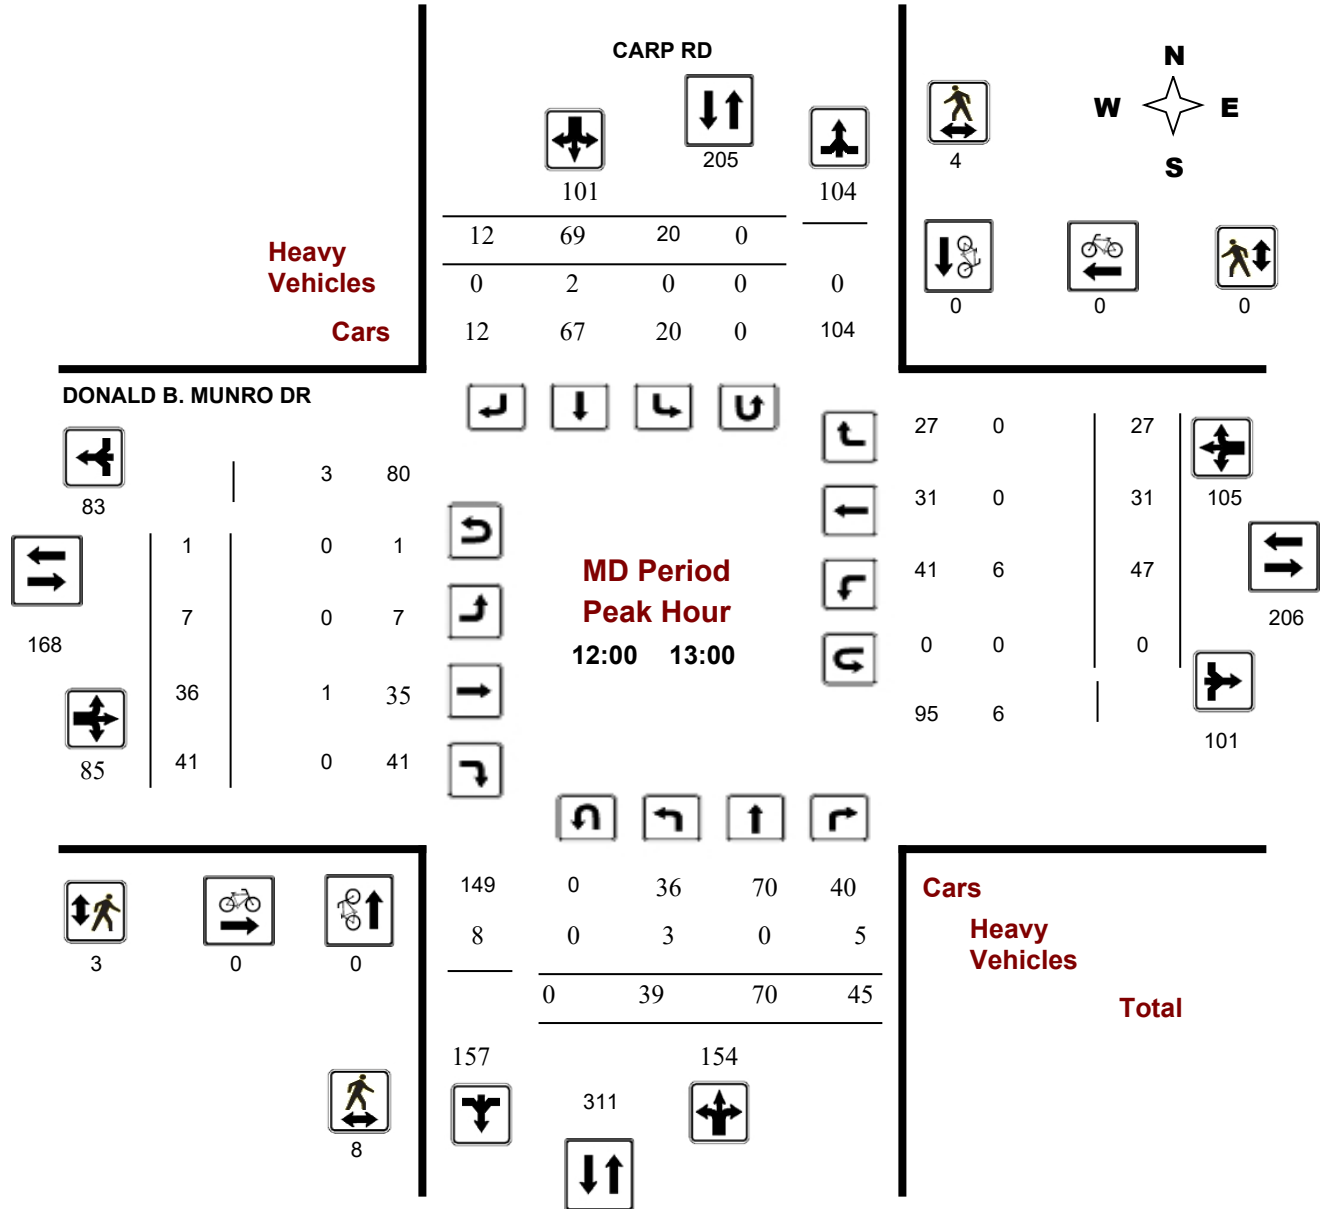 CARP RD
N
W E
S
205
101 104
4
12 69 20 0
Heavy
Vehicles
0 2 0 0 0
0 0 0
Cars
12 67 20 0 104
DONALD B. MUNRO DR
27 0 27
3 80
83
31 0 31 105
1 0 1
MD Period
Peak Hour
12:00 13:00
41 6 47
7 0 7
206
168
0 0 0
36 1 35
95 6
101
85 41 0 41
149 0 36 70 40
Cars
8 0 3 0 5
Heavy
Vehicles
3 0 0
0 39 70 45
Total
157 154
311
8